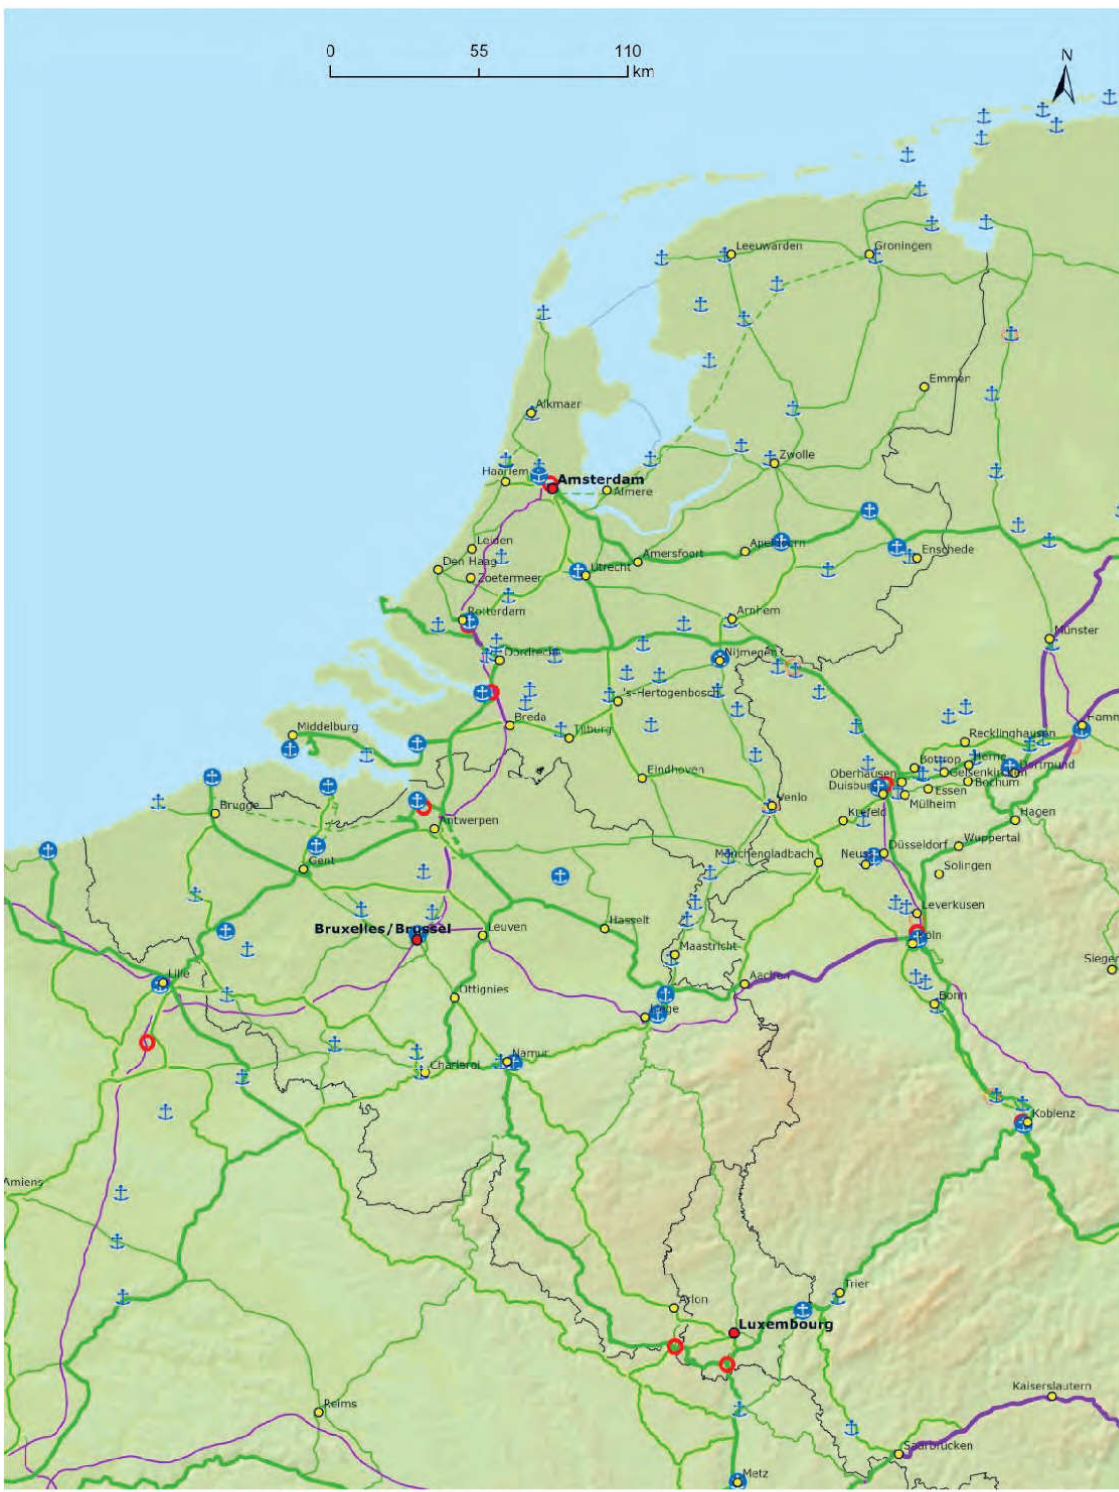 0 55 110
km
N
Leeuwarden
Groningen
Emmen
Alkmaar
Zwolle
Haarlem
Amsterdam
Almere
Leiden
Den Haag
Zoetermeer
Utrecht
Amersfoort
Apeldoorn
Enschede
Rotterdam
Arnhem
Münster
Dordrecht
Nijmegen
's-Hertogenbosch
Middelburg
Breda
Tilburg
Hamm
Recklinghausen
Eindhoven
Bottrop
Herne
Oberhausen
Gelsenkirchen
Dortmund
Duisburg
Bochum
Essen
Mülheim
Venlo
Krefeld
Hagen
Brugge
Antwerpen
Wuppertal
Düsseldorf
Neuss
Mönchengladbach
Gent
Solingen
Leverkusen
Hasselt
Bruxelles/Brussel
Leuven
Köln
Maastricht
Siegen
Lille
Aachen
Ottignies
Bonn
Liège
Namur
Charleroi
Koblenz
Amiens
Trier
Arlon
Luxembourg
Kaiserslautern
Reims
Saarbrücken
Metz